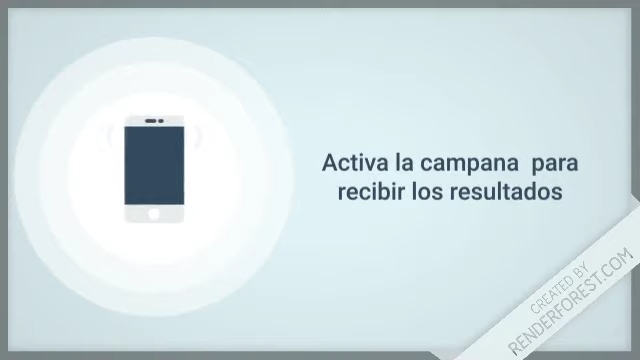 Activa la campana  para
recibir los resultados
CREATED BY
RENDERFOREST.COM